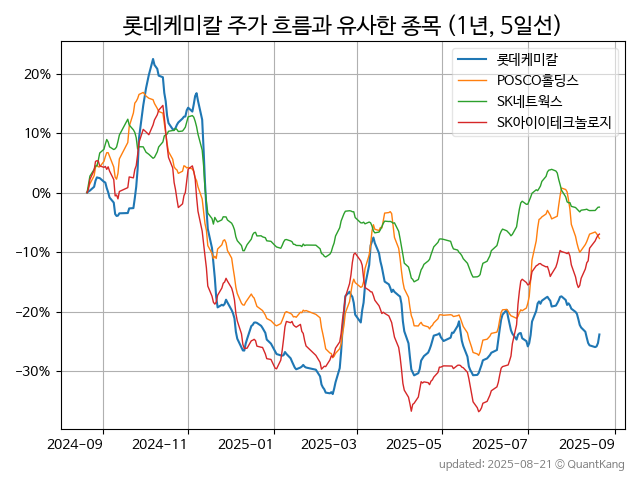 롯데케미칼 주가 흐름과 유사한 종목 (1년, 5일선)
롯데케미칼
POSCO홀딩스
SK네트웍스
SK아이이테크놀로지
20%
10%
0%
−10%
−20%
−30%
2024-09 2024-11 2025-01 2025-03 2025-05 2025-07 2025-09
updated: 2025-08-21 © QuantKang